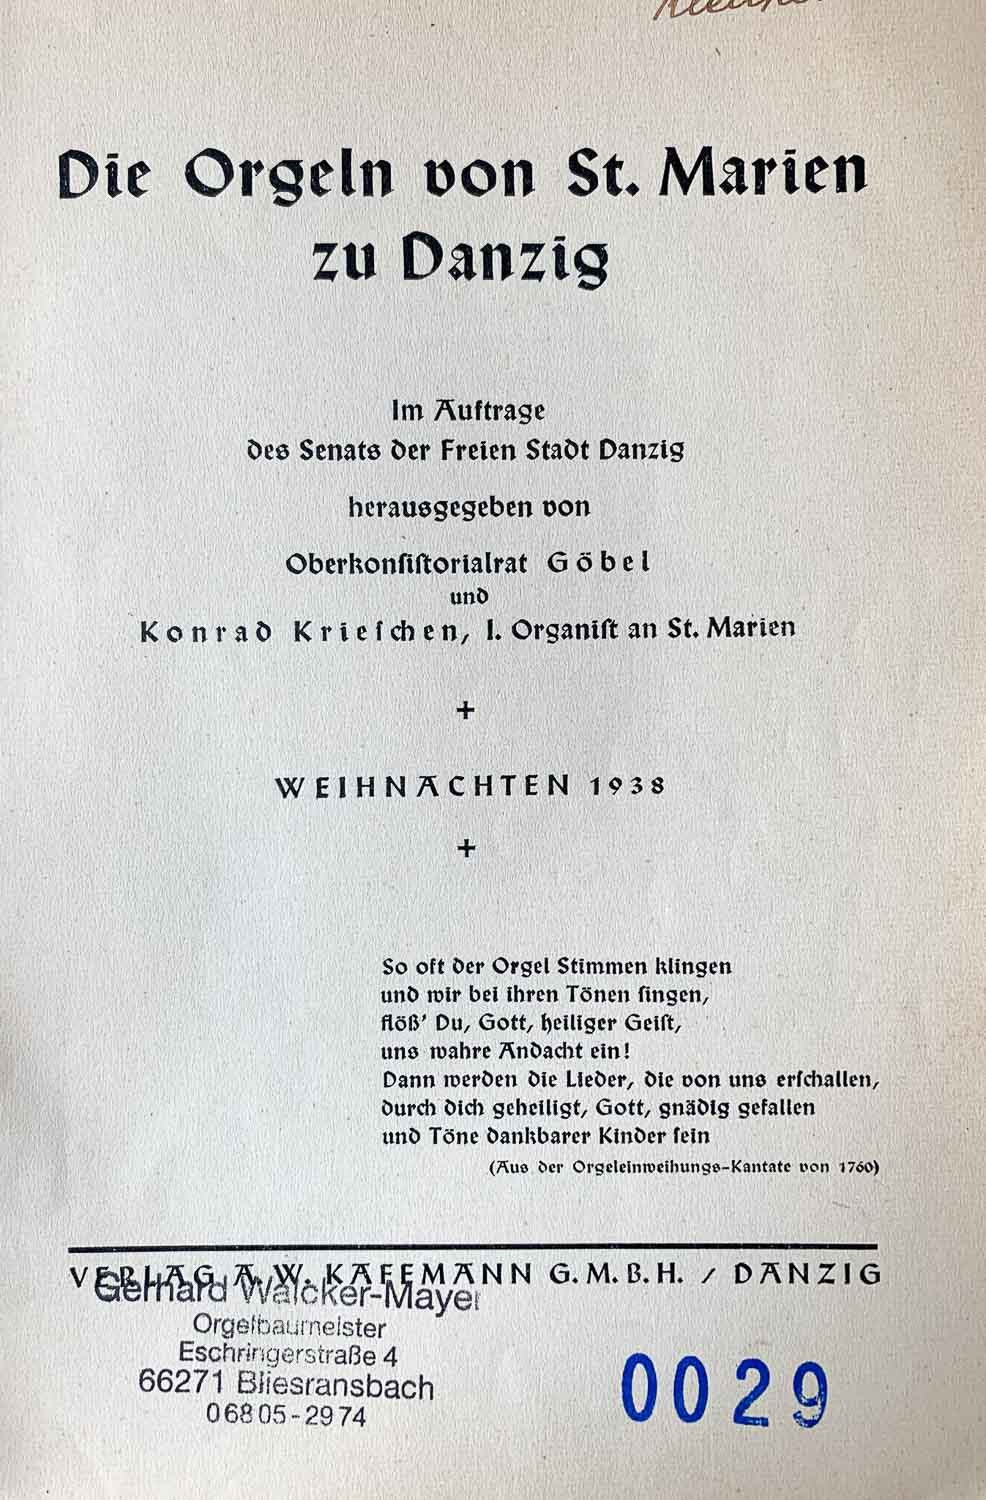 Die Orgeln von St. Marien
zu Danzig
Im Auftrage
des Senats der Freien Stadt Danzig
herausgegeben von
Oberkonsistorialrat Göbel
und
Konrad Krieschen, I. Organist an St. Marien
+
WEIHNACHTEN 1938
+
So oft der Orgel Stimmen klingen
und wir bei ihren Tönen singen,
flöß' Du, Gott, heiliger Geist,
uns wahre Andacht ein!
Dann werden die Lieder, die von uns erschallen,
durch dich geheiligt, Gott, gnädig gefallen
und Töne dankbarer Kinder sein
(Aus der Orgeleinweihungs-Kantate von 1760)
VERLAG A. W. KAFEMANN G. M. B. H. / DANZIG
Gerhard Walcker-Mayer
Orgelbaumeister
Eschringerstraße 4
66271 Bliesransbach
06805-2974
0029